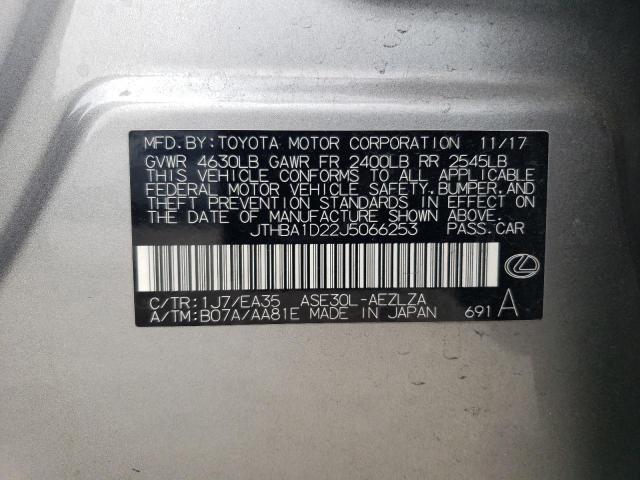 MFD.BY:TOYOTA MOTOR CORPORATION 11/17
GVWR 4630LB GAWR FR 2400LB RR 2545LB
THIS VEHICLE CONFORMS TO ALL APPLICABLE
FEDERAL MOTOR VEHICLE SAFETY,BUMPER,AND
THEFT PREVENTION STANDARDS IN EFFECT ON
THE DATE OF MANUFACTURE SHOWN ABOVE.
JTHBA1D22J5066253 PASS.CAR
C/TR:1J7/EA35 ASE30L-AEZLZA
A/TM:B07A/AA81E MADE IN JAPAN 691 A